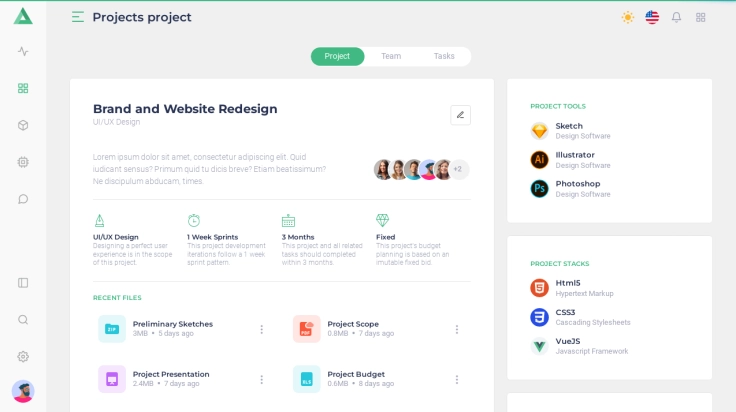 Projects project
Project
Team
Tasks
Brand and Website Redesign
UI/UX Design
Lorem ipsum dolor sit amet, consectetur adipiscing elit. Quid
iudicant sensus? Primum quid tu dicis breve? Etiam beatissimum?
Ne discipulum abducam, times.
+2
UI/UX Design
Designing a perfect user
experience is in the scope
of this project.
1 Week Sprints
This project development
iterations follow a 1 week
sprint pattern.
3 Months
This project and all related
tasks should completed
within 3 months.
Fixed
This project's budget
planning is based on an
imutable fixed bid.
RECENT FILES
ZIP
Preliminary Sketches
3MB • 5 days ago
PDF
Project Scope
0.8MB • 7 days ago
Project Presentation
2.4MB • 7 days ago
XLS
Project Budget
0.6MB • 8 days ago
PROJECT TOOLS
Sketch
Design Software
Ai
Illustrator
Design Software
Ps
Photoshop
Design Software
PROJECT STACKS
Html5
Hypertext Markup
CSS3
Cascading Stylesheets
VueJS
Javascript Framework